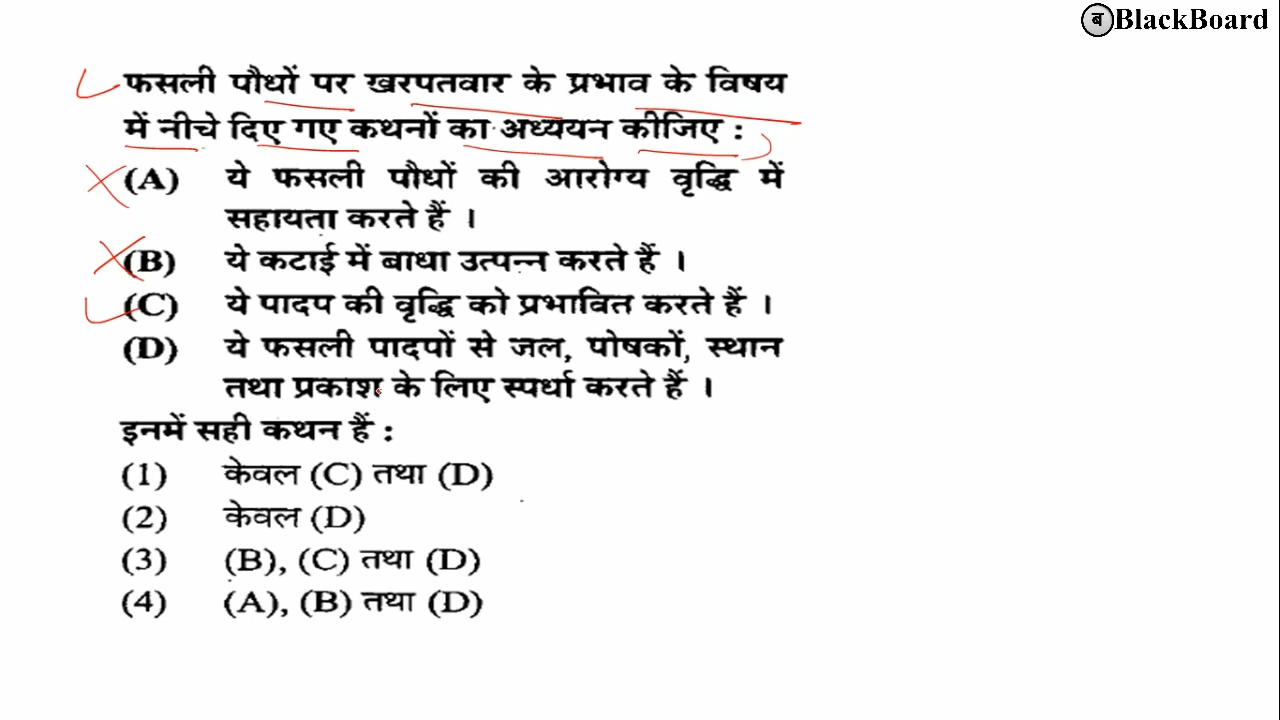 ब BlackBoard
फसली पौधों पर खरपतवार के प्रभाव के विषय
में नीचे दिए गए कथनों का अध्ययन कीजिए :
(A) ये फसली पौधों की आरोग्य वृद्धि में
सहायता करते हैं ।
(B) ये कटाई में बाधा उत्पन्न करते हैं ।
(C) ये पादप की वृद्धि को प्रभावित करते हैं ।
(D) ये फसली पादपों से जल, पोषकों, स्थान
तथा प्रकाश के लिए स्पर्धा करते हैं ।
इनमें सही कथन हैं :
(1) केवल (C) तथा (D)
(2) केवल (D)
(3) (B), (C) तथा (D)
(4) (A), (B) तथा (D)